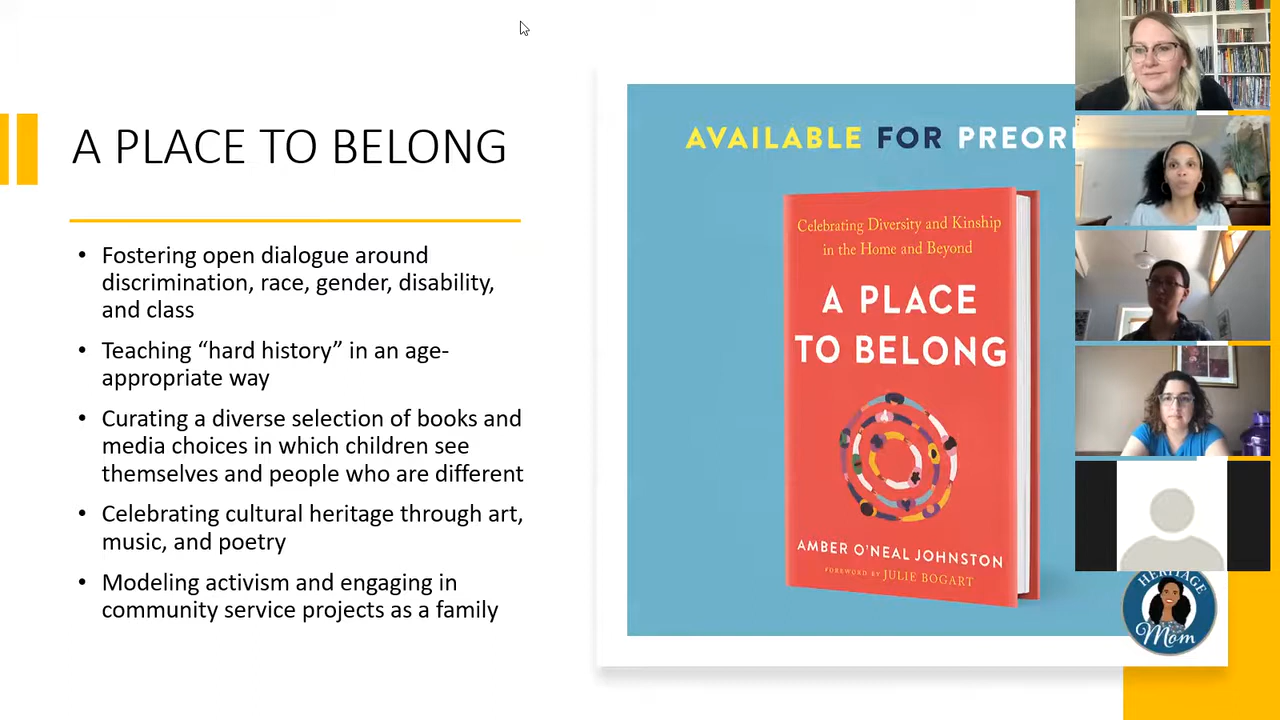 A PLACE TO BELONG
• Fostering open dialogue around
discrimination, race, gender, disability,
and class
• Teaching “hard history” in an age-
appropriate way
• Curating a diverse selection of books and
media choices in which children see
themselves and people who are different
• Celebrating cultural heritage through art,
music, and poetry
• Modeling activism and engaging in
community service projects as a family
AVAILABLE FOR PREOR
Celebrating Diversity and Kinship
in the Home and Beyond
A PLACE
TO BELONG
AMBER O'NEAL JOHNSTON
FOREWORD BY JULIE BOGART
HERITAGE
Mom